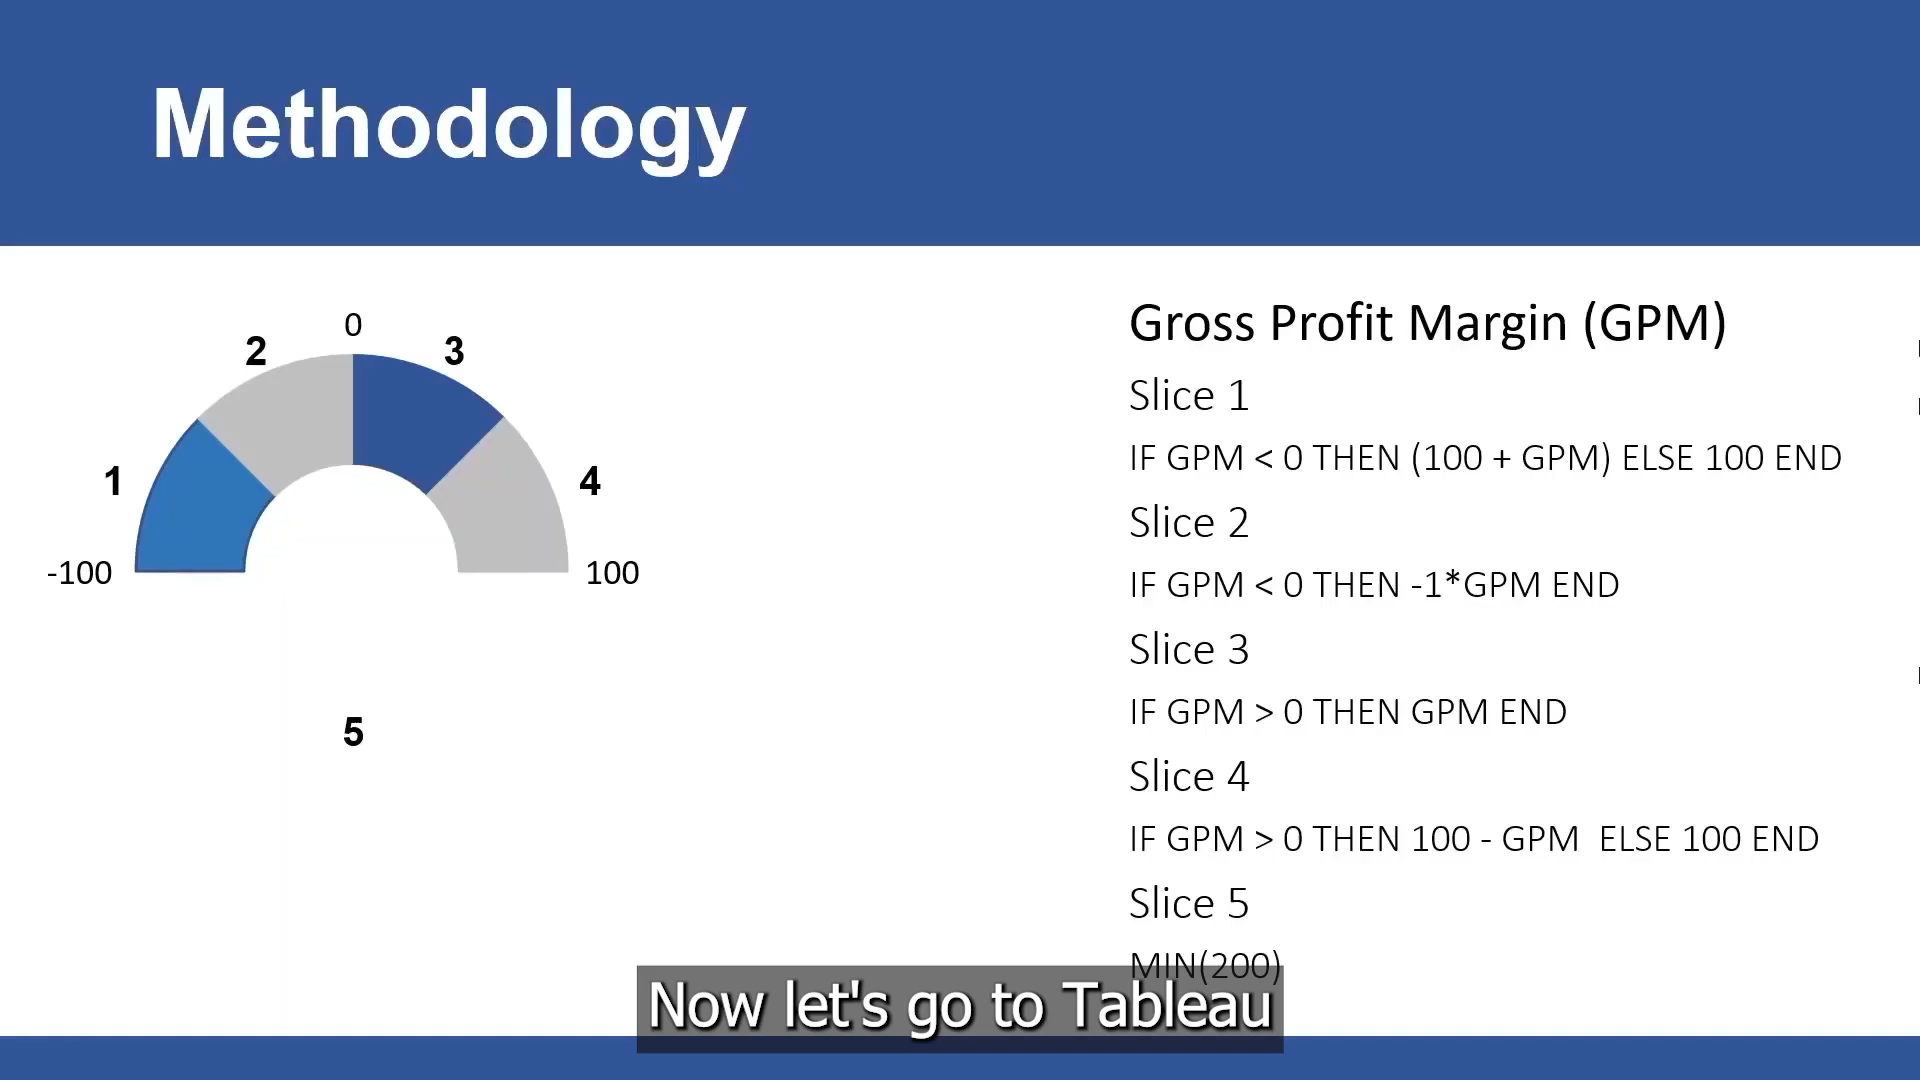 Methodology
0
2
3
1
4
-100
100
5
Gross Profit Margin (GPM)
Slice 1
IF GPM < 0 THEN (100 + GPM) ELSE 100 END
Slice 2
IF GPM < 0 THEN -1*GPM END
Slice 3
IF GPM > 0 THEN GPM END
Slice 4
IF GPM > 0 THEN 100 - GPM  ELSE 100 END
Slice 5
MIN(200)
Now let's go to Tableau